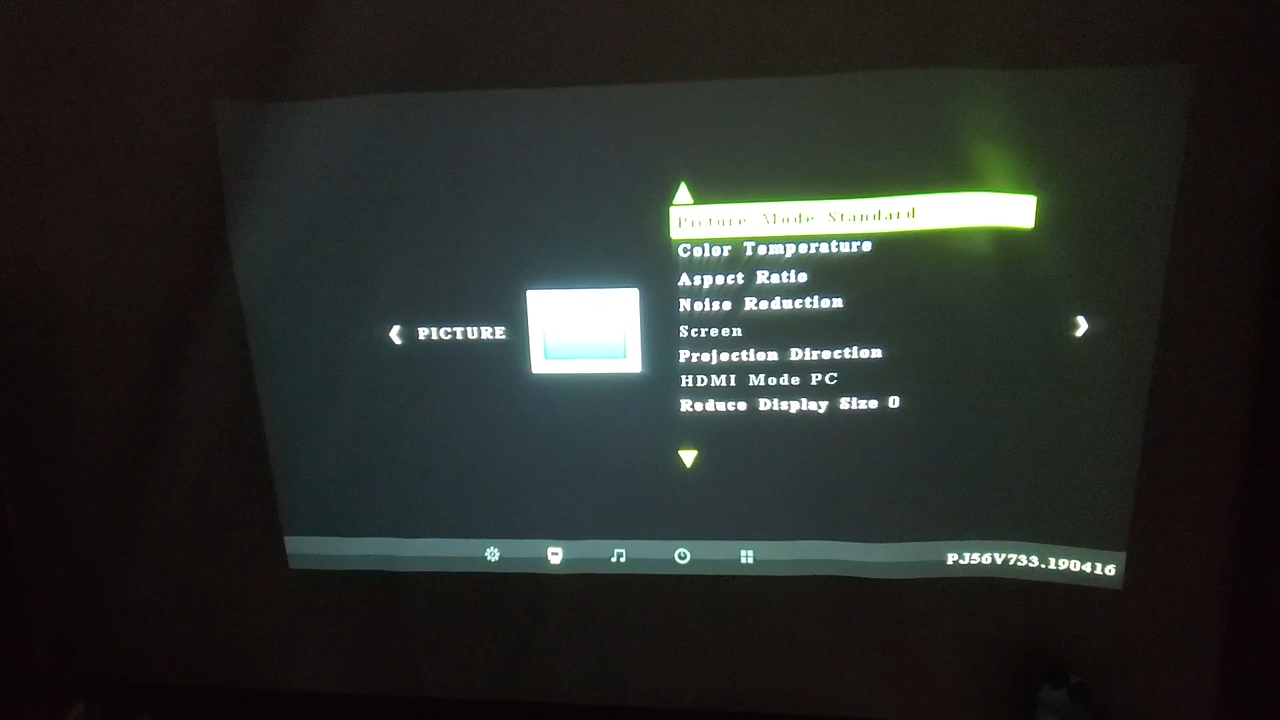 Picture Mode Standard
Color Temperature
Aspect Ratio
Noise Reduction
Screen
PICTURE
Projection Direction
HDMI Mode PC
Reduce Display Size 0
PJ56V733.190416